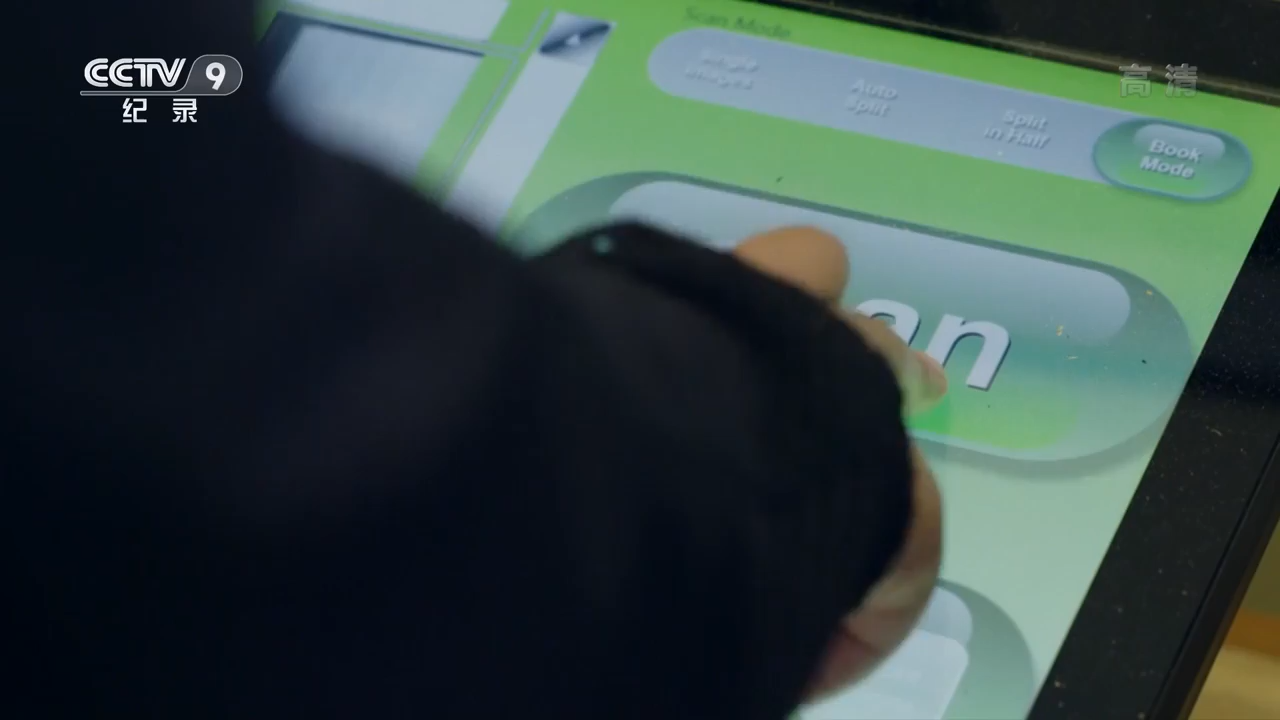 CCTV 9
纪录
高清
Scan Mode
Single
Images
Auto
Split
Split
in Half
Book
Mode
an